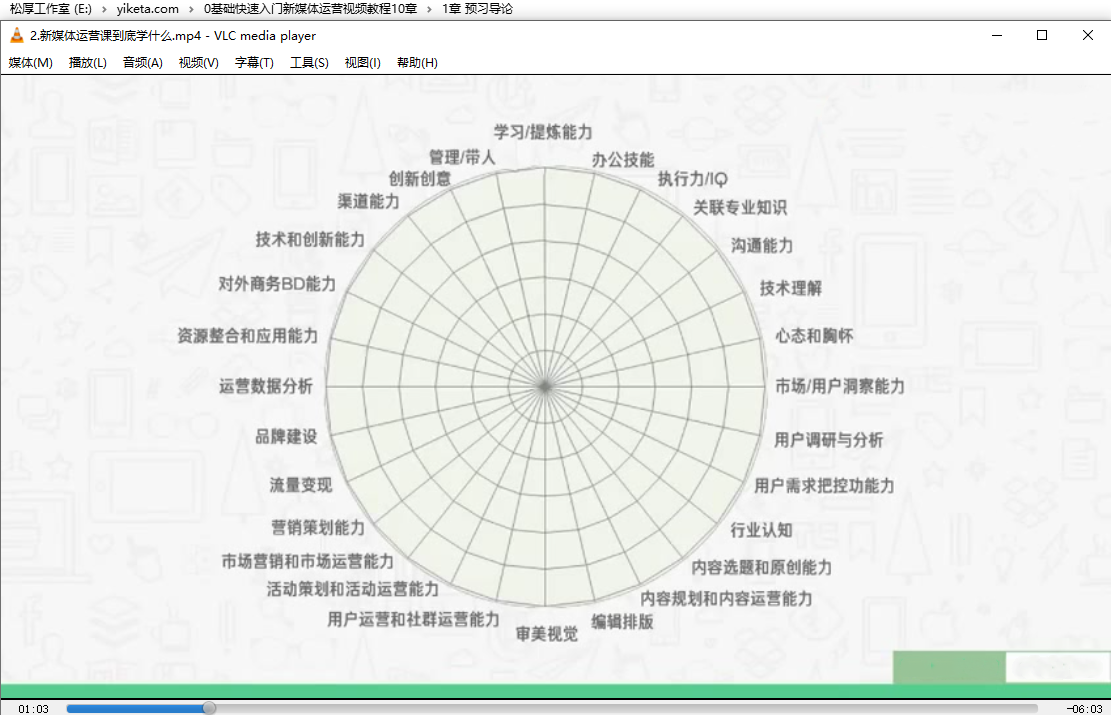 松厚工作室 (E:) › yiketa.com › 0基础快速入门新媒体运营视频教程10章 › 1章 预习导论
2.新媒体运营课到底学什么.mp4 - VLC media player
媒体(M) 播放(L) 音频(A) 视频(V) 字幕(T) 工具(S) 视图(I) 帮助(H)
学习/提炼能力
办公技能
执行力/IQ
关联专业知识
沟通能力
技术理解
心态和胸怀
市场/用户洞察能力
用户调研与分析
用户需求把控功能力
行业认知
内容选题和原创能力
内容规划和内容运营能力
编辑排版
审美视觉
用户运营和社群运营能力
活动策划和活动运营能力
市场营销和市场运营能力
营销策划能力
流量变现
品牌建设
运营数据分析
资源整合和应用能力
对外商务BD能力
技术和创新能力
渠道能力
创新创意
管理/带人
01:03 -06:03